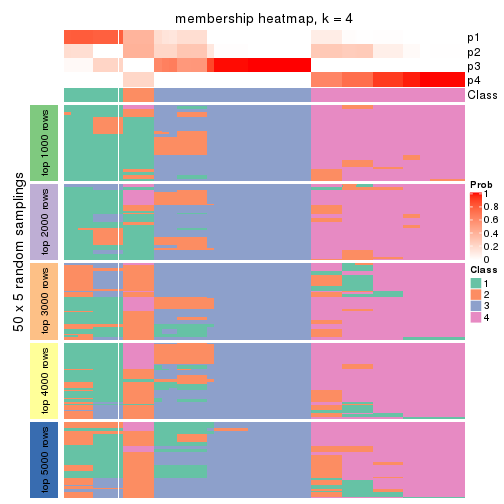 membership heatmap, k = 4
p1
p2
p3
p4
Class
50 x 5 random samplings
top 1000 rows
top 2000 rows
top 3000 rows
top 4000 rows
top 5000 rows
Prob
1
0.8
0.6
0.4
0.2
0
Class
1
2
3
4